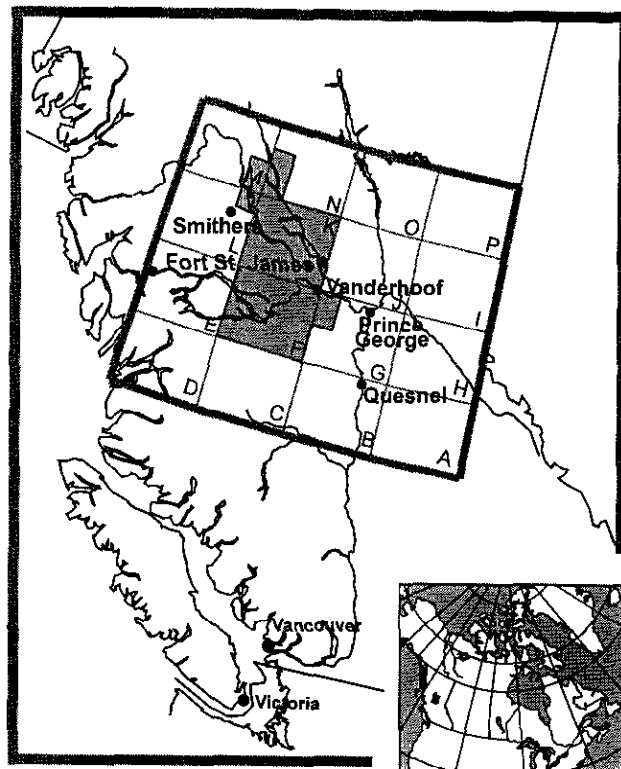 M
N
O
P
Smithers
K
L
Fort St. James
Vanderhoof
J
I
Prince
George
E
F
G
H
Quesnel
D
C
B
A
Vancouver
Victoria